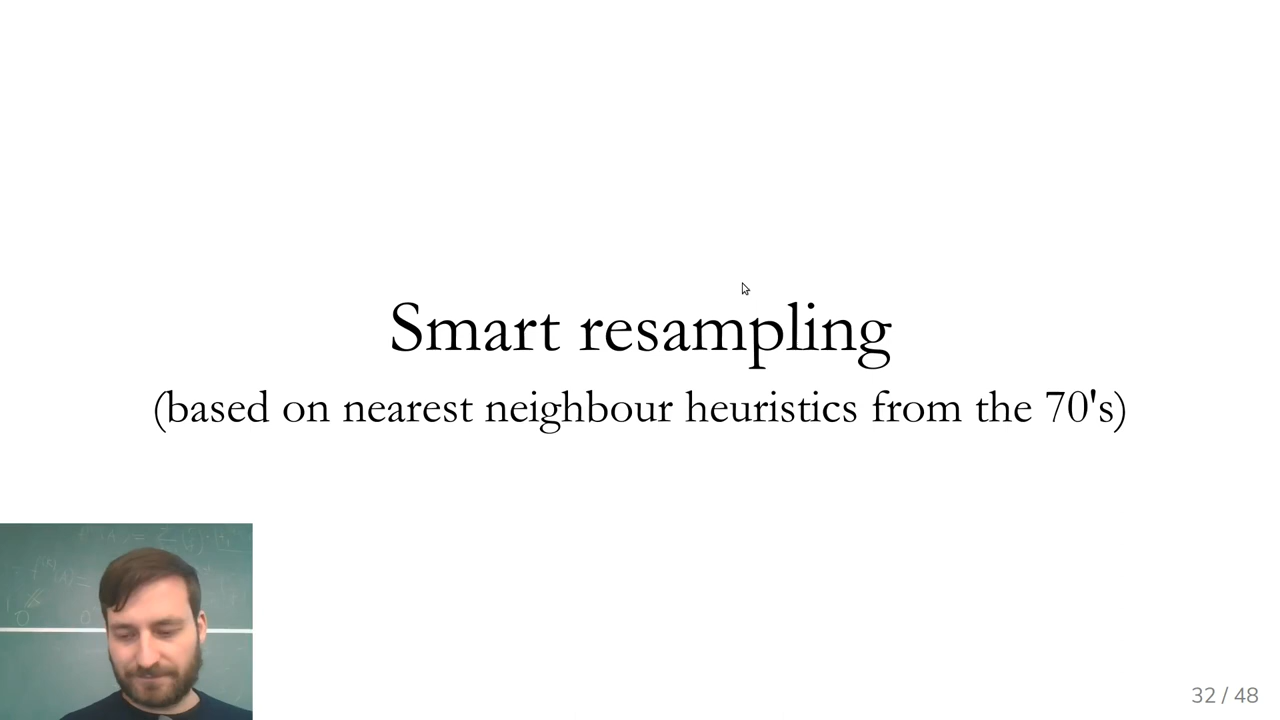 Smart resampling
(based on nearest neighbour heuristics from the 70's)
32 / 48